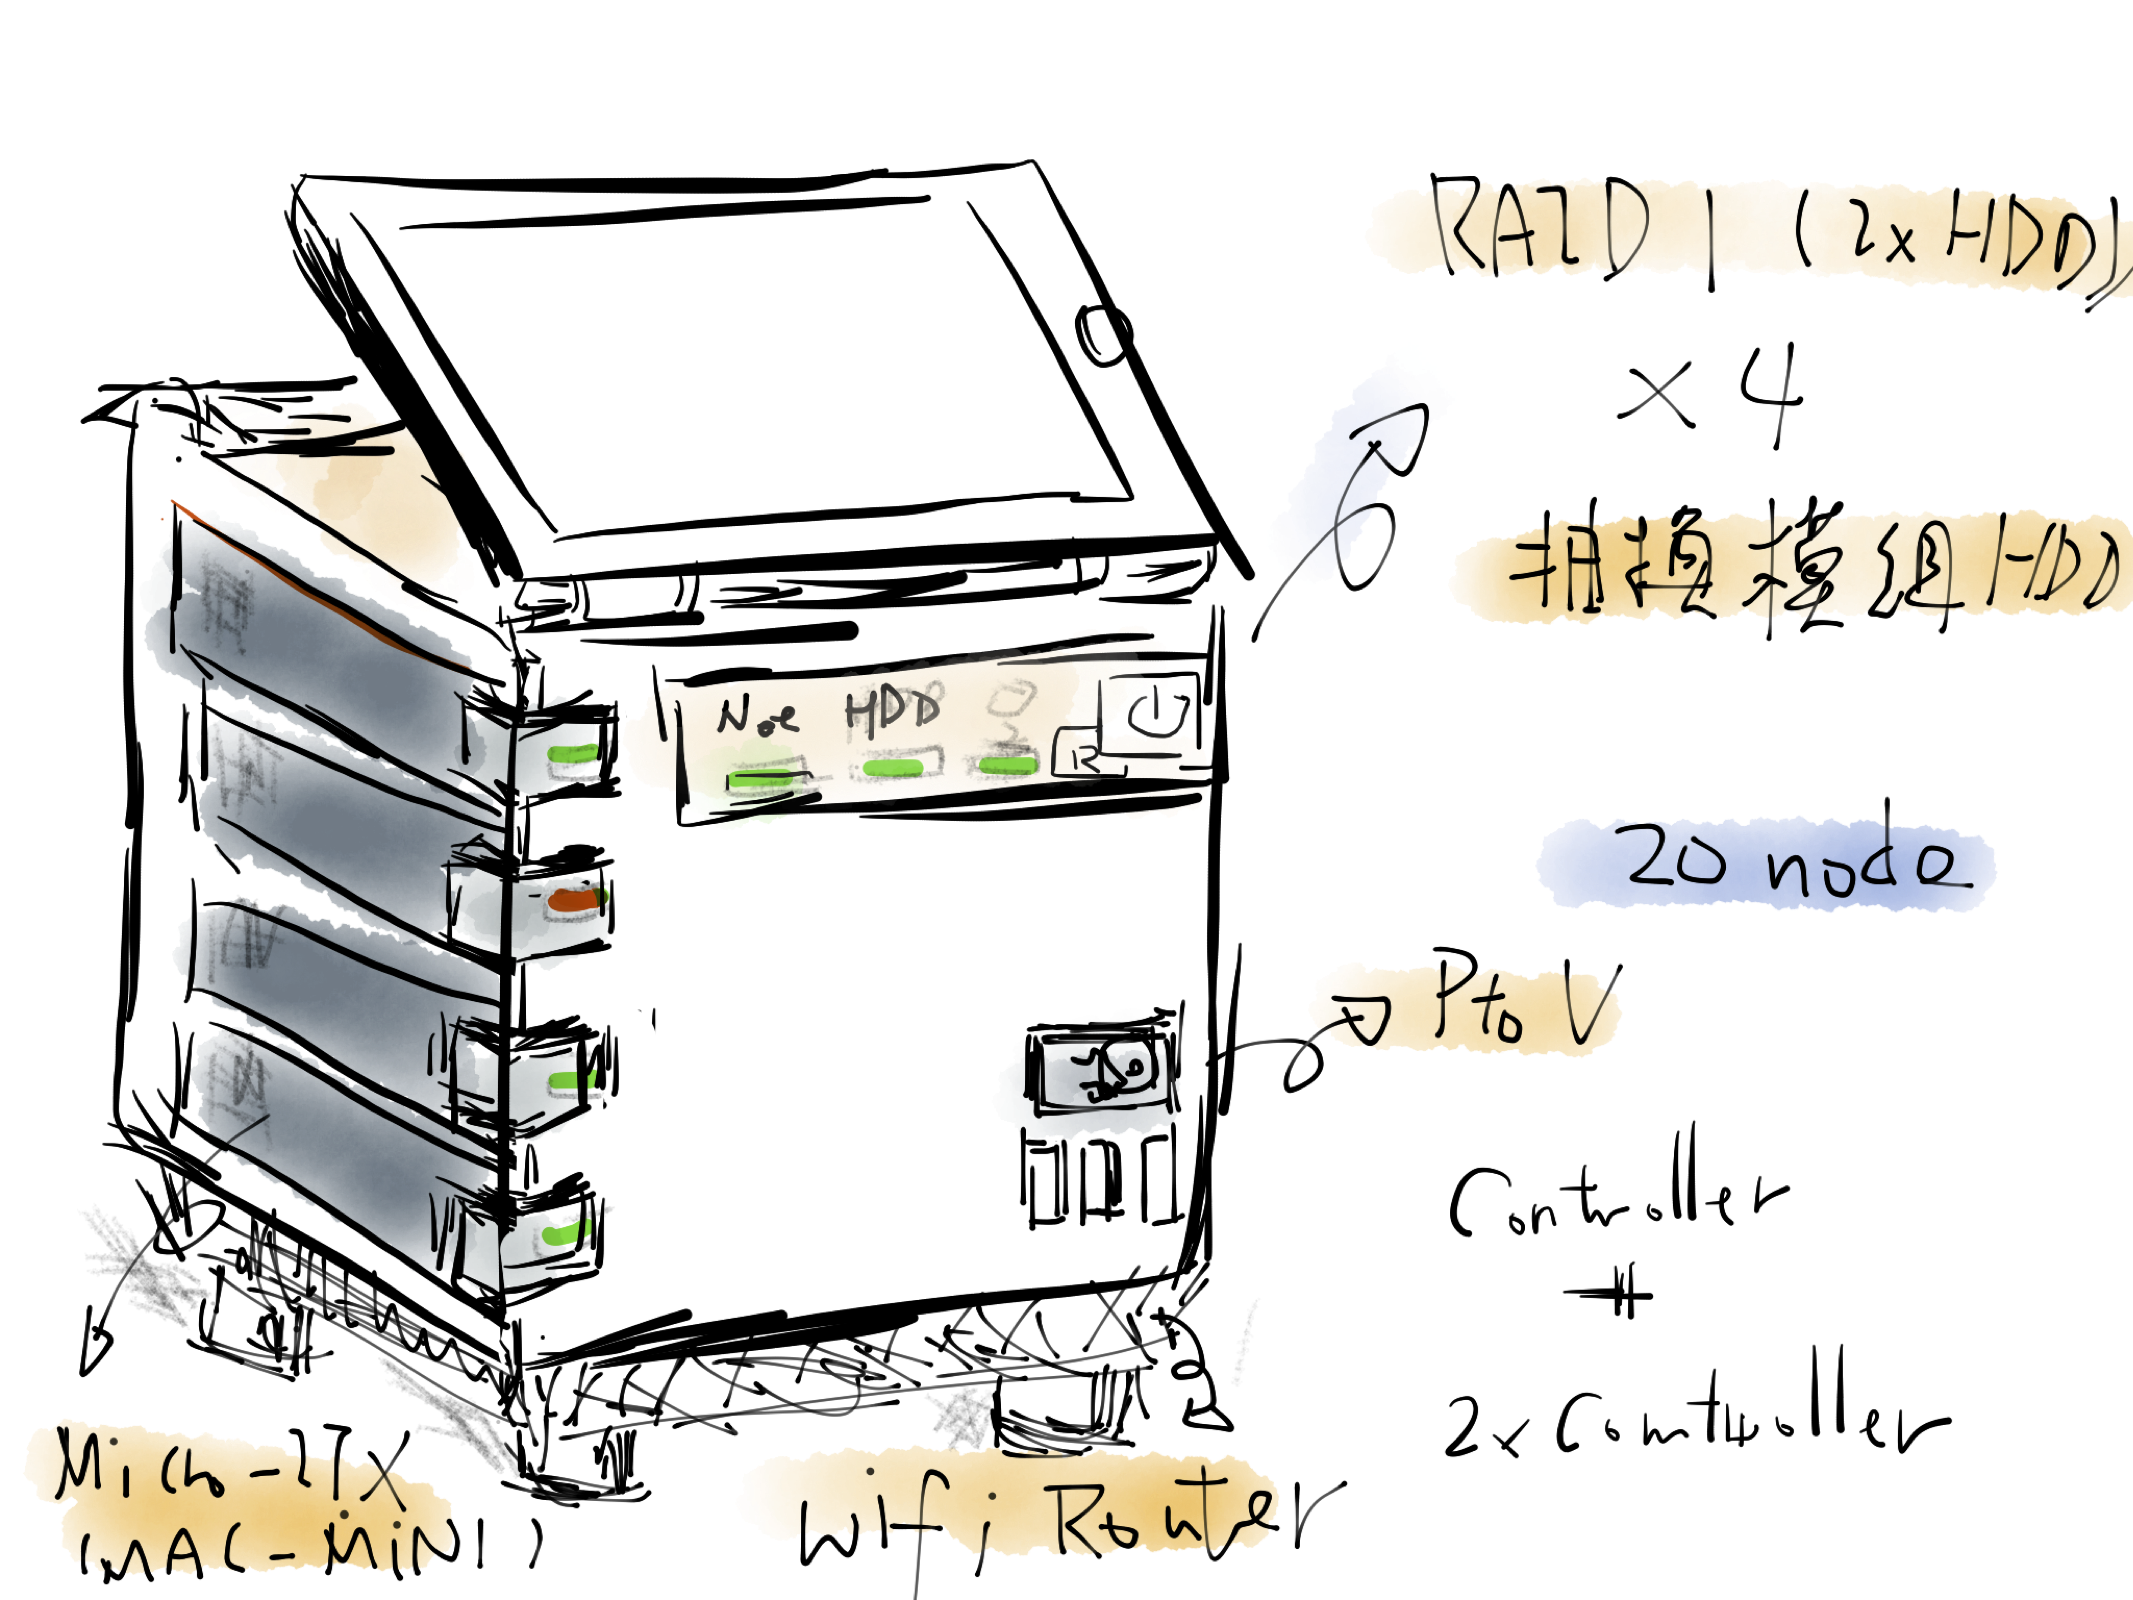 RAID 1 (2x HDD)
x 4
抽換模組 HDD
Noe HDD
R
20 node
P to V
Controller
+
2x Controller
Micro-ITX
(MAC-MiNi)
Wifi Router